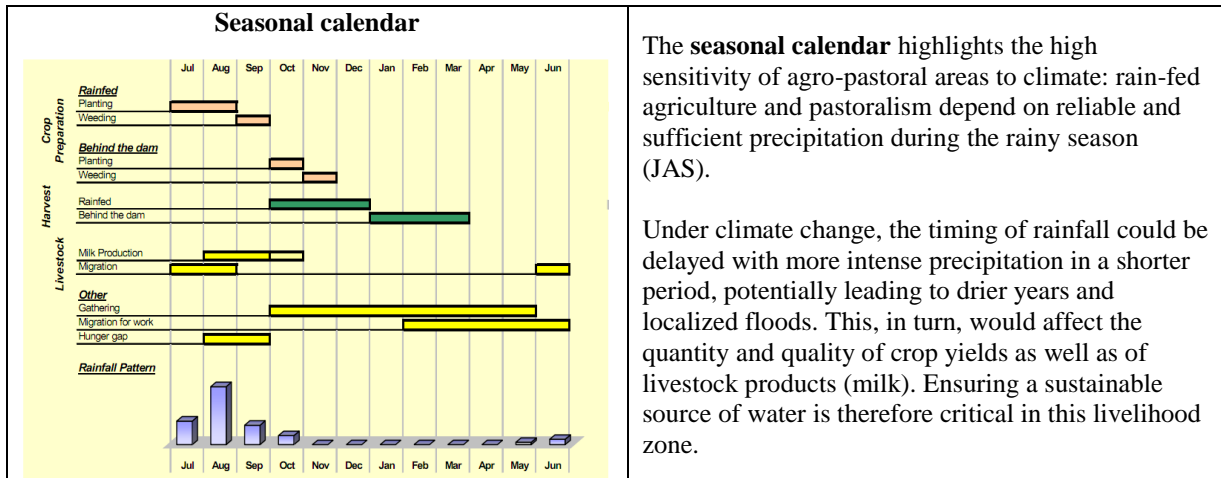 Seasonal calendar
Jul Aug Sep Oct Nov Dec Jan Feb Mar Apr May Jun
Crop
Preparation
Rainfed
Planting
Weeding
Behind the dam
Planting
Weeding
Harvest
Rainfed
Behind the dam
Livestock
Milk Production
Migration
Other
Gathering
Migration for work
Hunger gap
Rainfall Pattern
Jul Aug Sep Oct Nov Dec Jan Feb Mar Apr May Jun
The seasonal calendar highlights the high
sensitivity of agro-pastoral areas to climate: rain-fed
agriculture and pastoralism depend on reliable and
sufficient precipitation during the rainy season
(JAS).
Under climate change, the timing of rainfall could be
delayed with more intense precipitation in a shorter
period, potentially leading to drier years and
localized floods. This, in turn, would affect the
quantity and quality of crop yields as well as of
livestock products (milk). Ensuring a sustainable
source of water is therefore critical in this livelihood
zone.